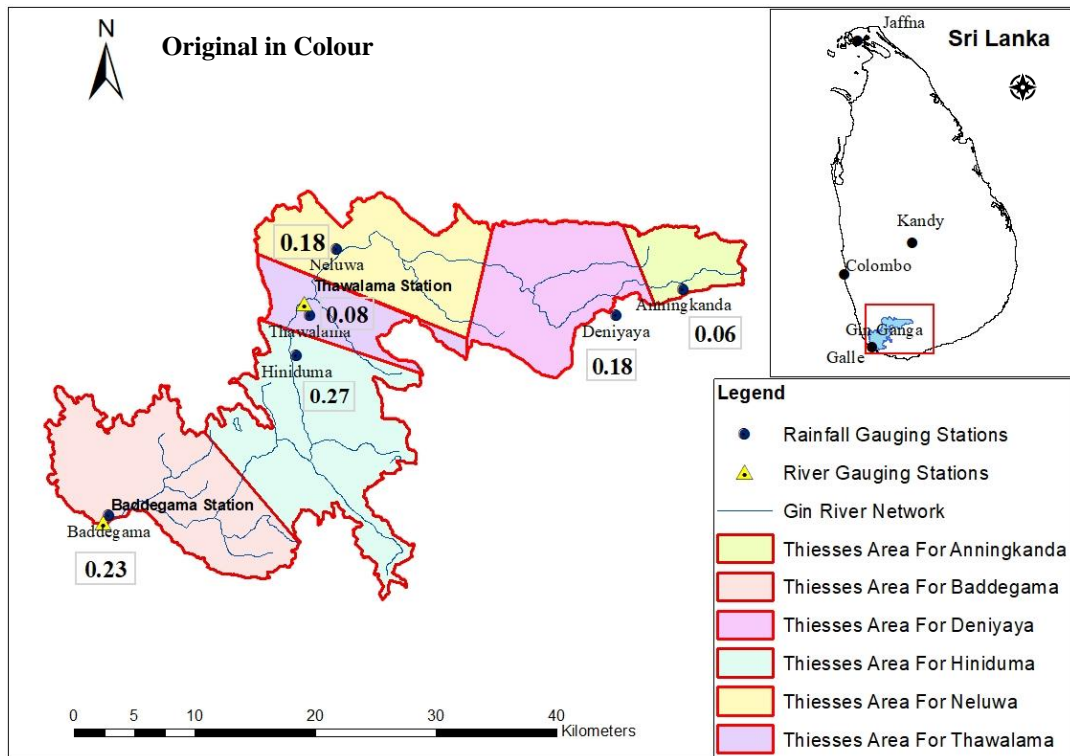 N
Original in Colour
Jaffna
Sri Lanka
Kandy
Colombo
Gin Ganga
Galle
0.18
Neluwa
Thawalama Station
0.08
Thawalama
Anningkanda
0.06
Deniyaya
0.18
Hiniduma
0.27
Baddegama Station
Baddegama
0.23
Legend
Rainfall Gauging Stations
River Gauging Stations
Gin River Network
Thiesses Area For Anningkanda
Thiesses Area For Baddegama
Thiesses Area For Deniyaya
Thiesses Area For Hiniduma
Thiesses Area For Neluwa
Thiesses Area For Thawalama
0 5 10 20 30 40
Kilometers